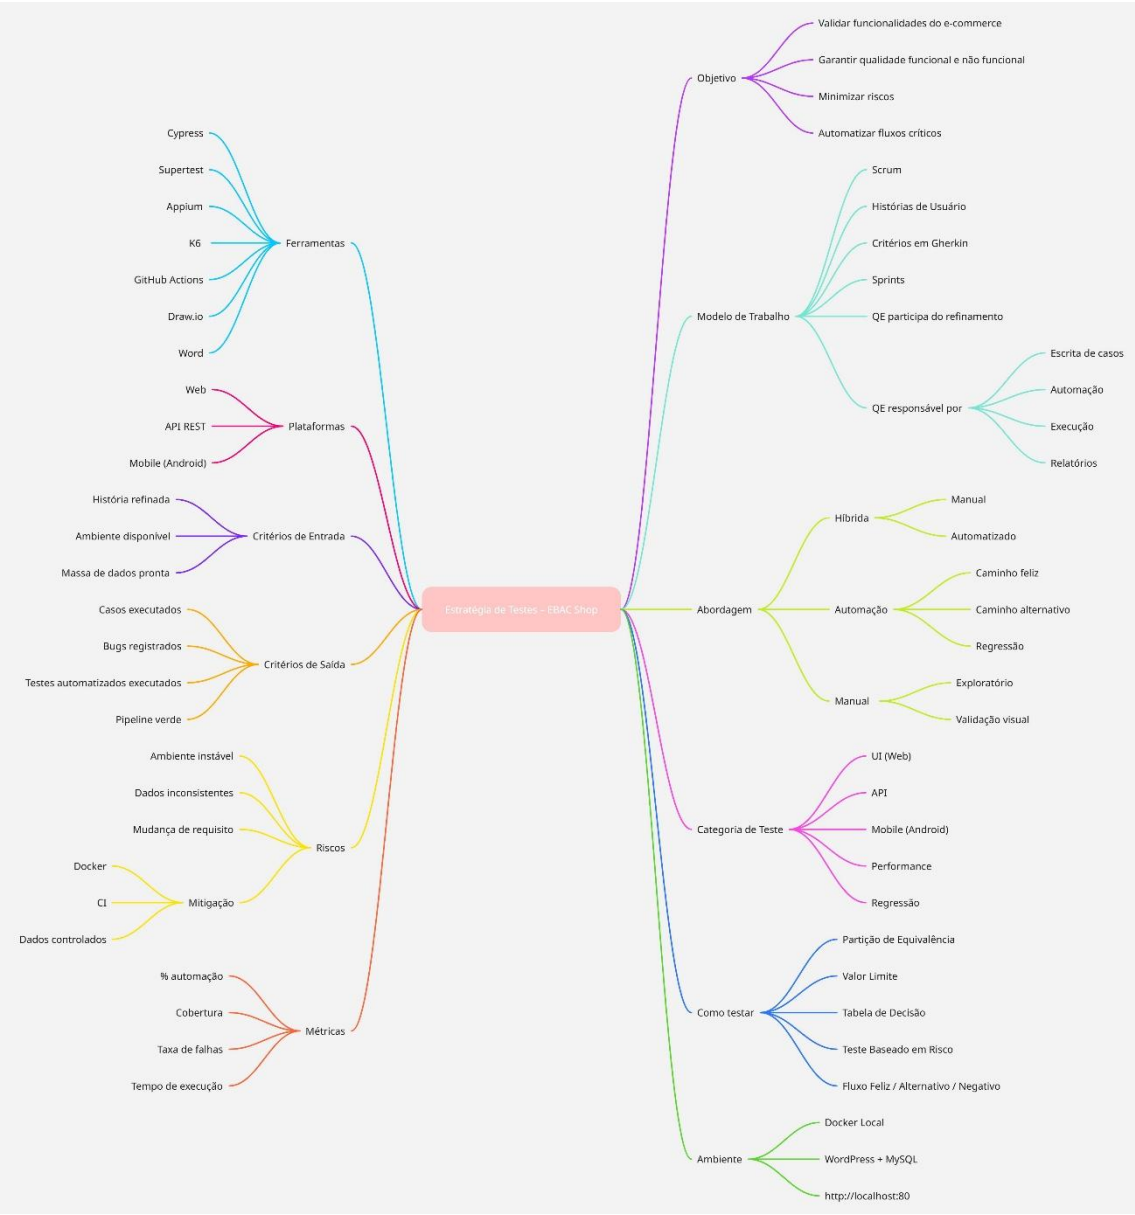 Estratégia de Testes – EBAC Shop
Objetivo
Validar funcionalidades do e-commerce
Garantir qualidade funcional e não funcional
Minimizar riscos
Automatizar fluxos críticos
Modelo de Trabalho
Scrum
Histórias de Usuário
Critérios em Gherkin
Sprints
QE participa do refinamento
QE responsável por
Escrita de casos
Automação
Execução
Relatórios
Abordagem
Híbrida
Manual
Automatizado
Automação
Caminho feliz
Caminho alternativo
Regressão
Manual
Exploratório
Validação visual
Categoria de Teste
UI (Web)
API
Mobile (Android)
Performance
Regressão
Como testar
Partição de Equivalência
Valor Limite
Tabela de Decisão
Teste Baseado em Risco
Fluxo Feliz / Alternativo / Negativo
Ambiente
Docker Local
WordPress + MySQL
http://localhost:80
Ferramentas
Cypress
Supertest
Appium
K6
GitHub Actions
Draw.io
Word
Plataformas
Web
API REST
Mobile (Android)
Critérios de Entrada
História refinada
Ambiente disponível
Massa de dados pronta
Critérios de Saída
Casos executados
Bugs registrados
Testes automatizados executados
Pipeline verde
Riscos
Ambiente instável
Dados inconsistentes
Mudança de requisito
Mitigação
Docker
CI
Dados controlados
Métricas
% automação
Cobertura
Taxa de falhas
Tempo de execução